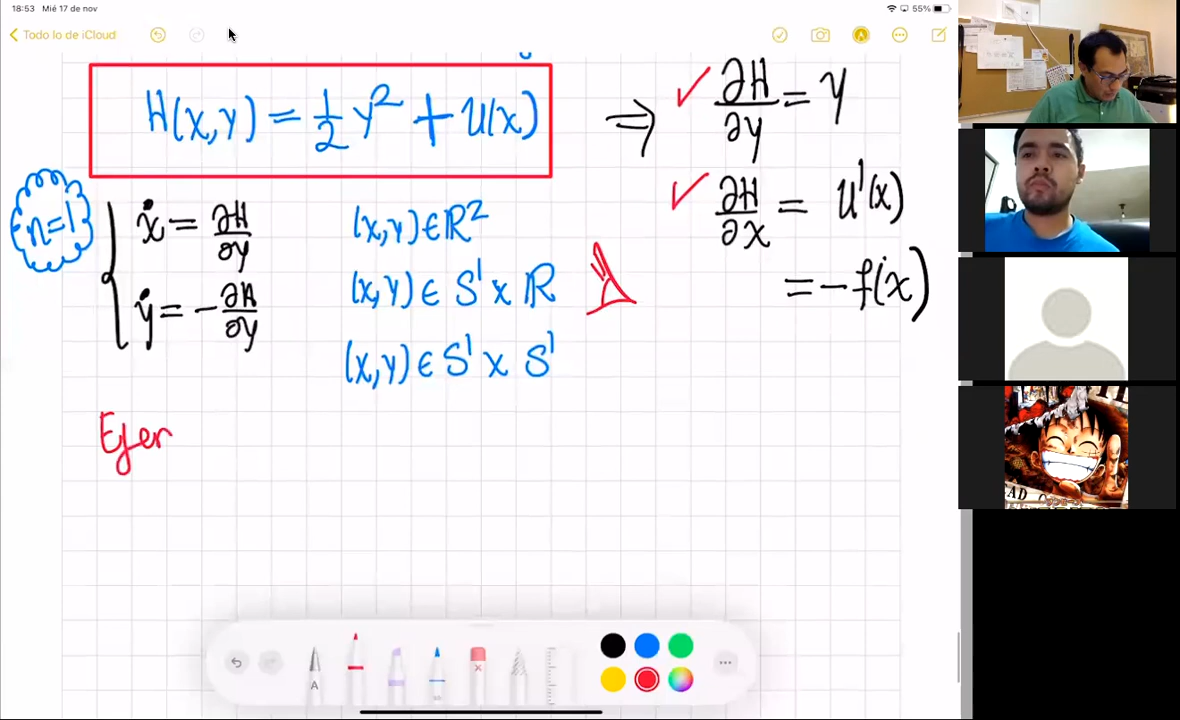 18:53 Mié 17 de nov
55%
Todo lo de iCloud
H(x,y) = 1/2 y² + U(x)
⇒ ✓ ∂H/∂y = y
✓ ∂H/∂x = U'(x)
= -f(x)
n=1
{ ẋ = ∂H/∂y
ẏ = -∂H/∂y
(x,y) ∈ ℝ²
(x,y) ∈ S¹ x ℝ
(x,y) ∈ S¹ x S¹
Ejer
A
AD